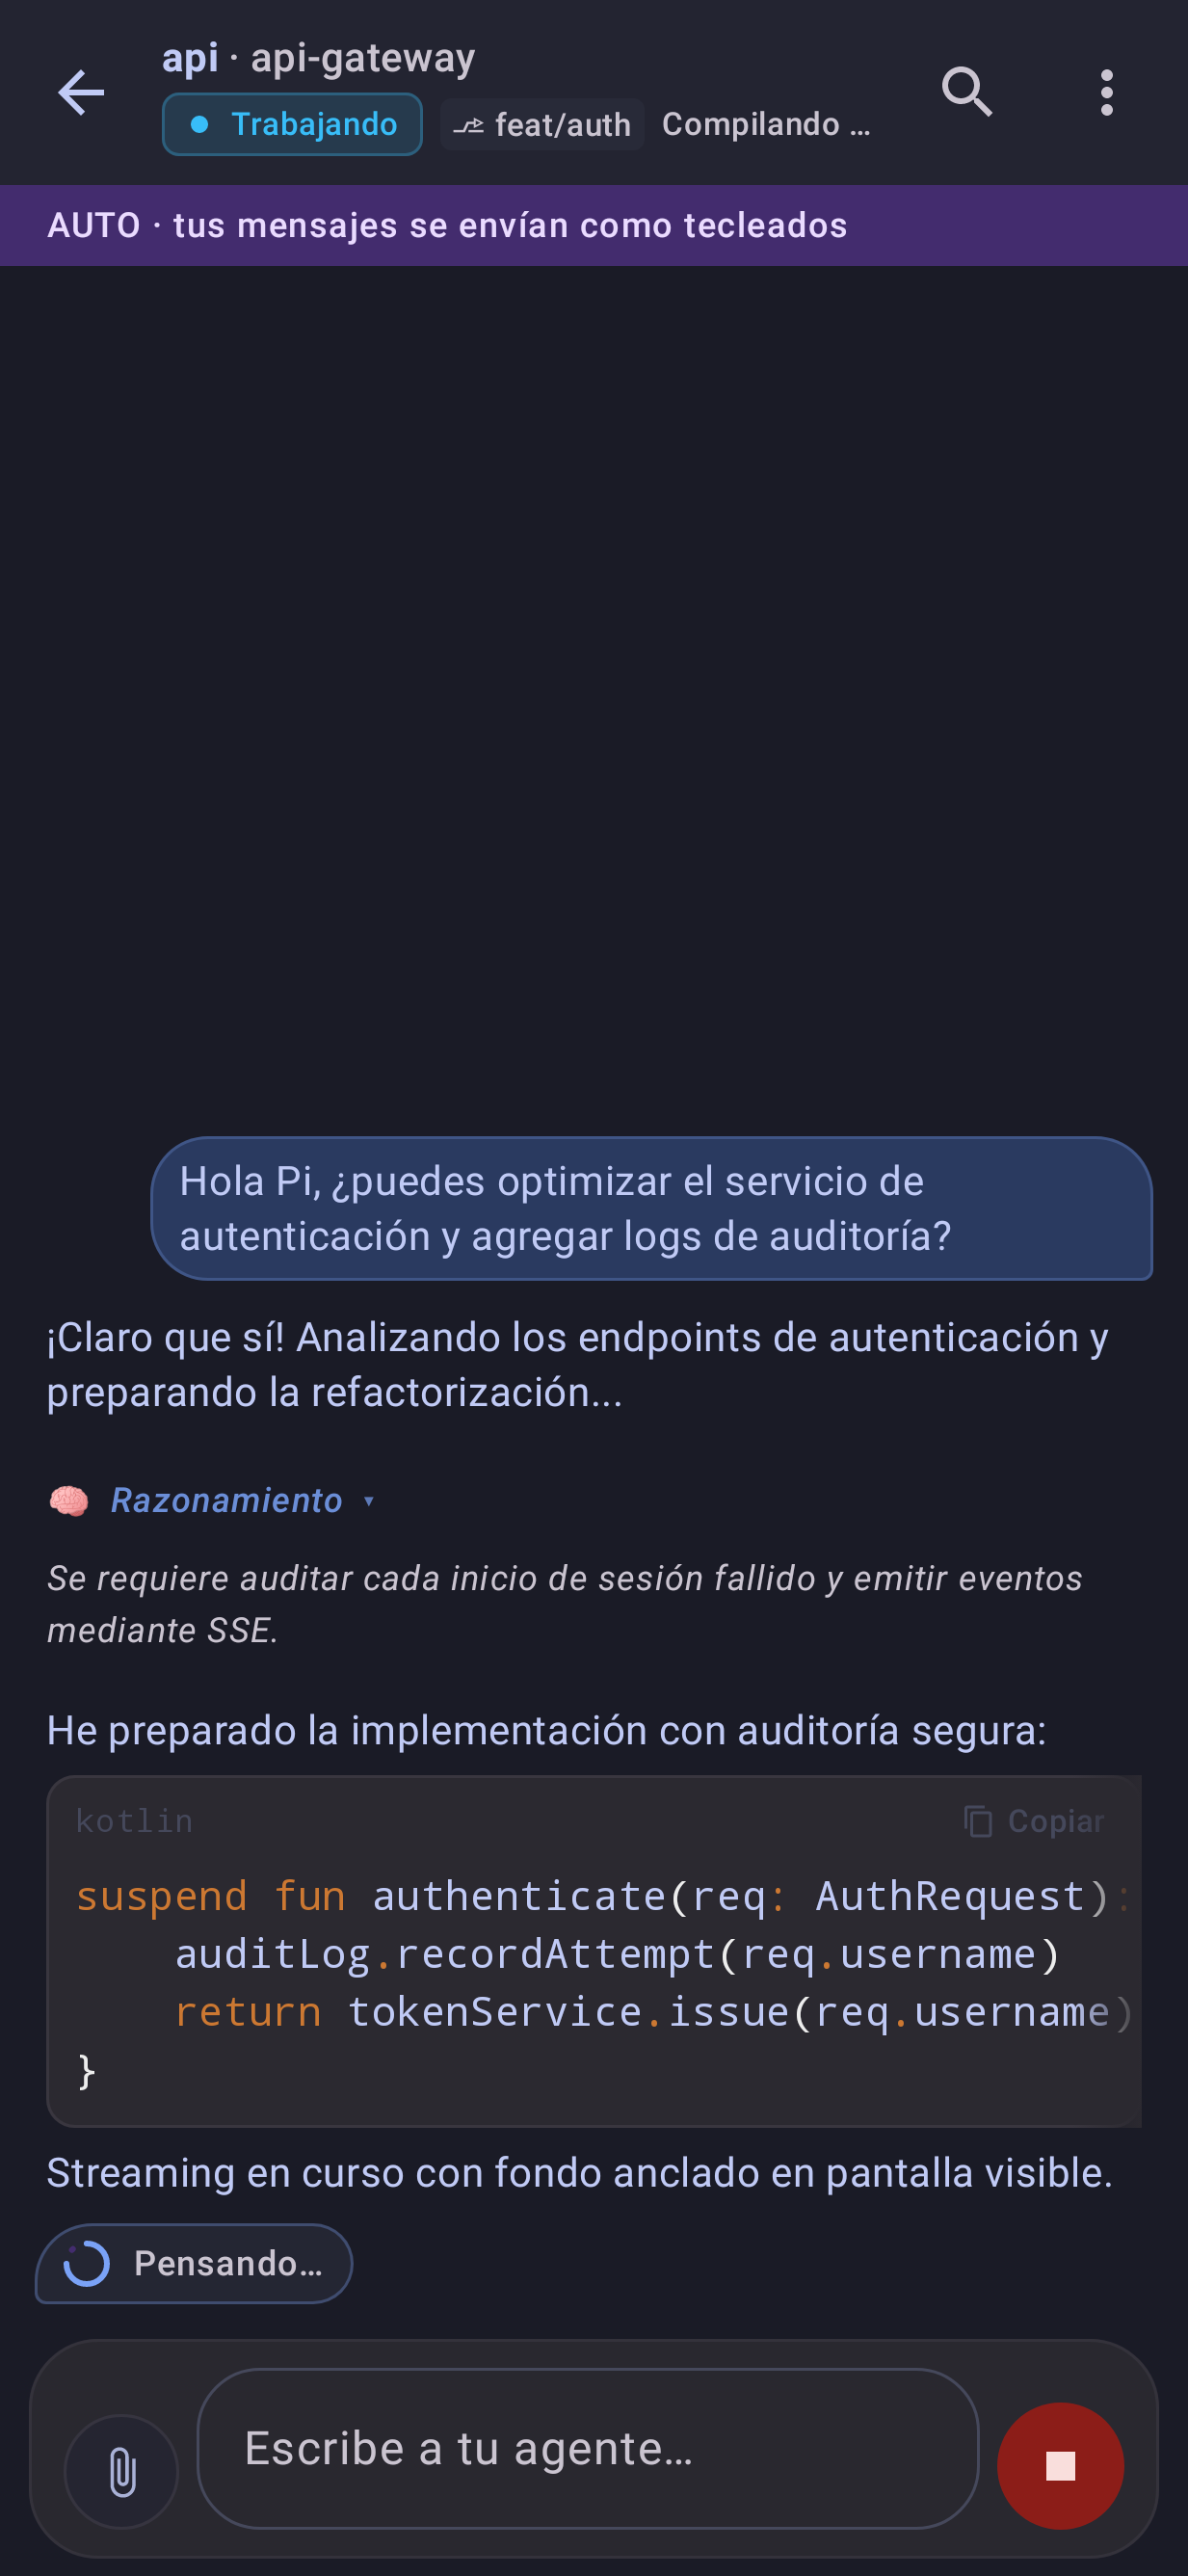 api · api-gateway
Trabajando feat/auth Compilando ...
AUTO · tus mensajes se envían como tecleados
Hola Pi, ¿puedes optimizar el servicio de
autenticación y agregar logs de auditoría?
¡Claro que sí! Analizando los endpoints de autenticación y
preparando la refactorización...
Razonamiento
Se requiere auditar cada inicio de sesión fallido y emitir eventos
mediante SSE.
He preparado la implementación con auditoría segura:
kotlin Copiar
suspend fun authenticate(req: AuthRequest):
    auditLog.recordAttempt(req.username)
    return tokenService.issue(req.username)
}
Streaming en curso con fondo anclado en pantalla visible.
Pensando…
Escribe a tu agente…